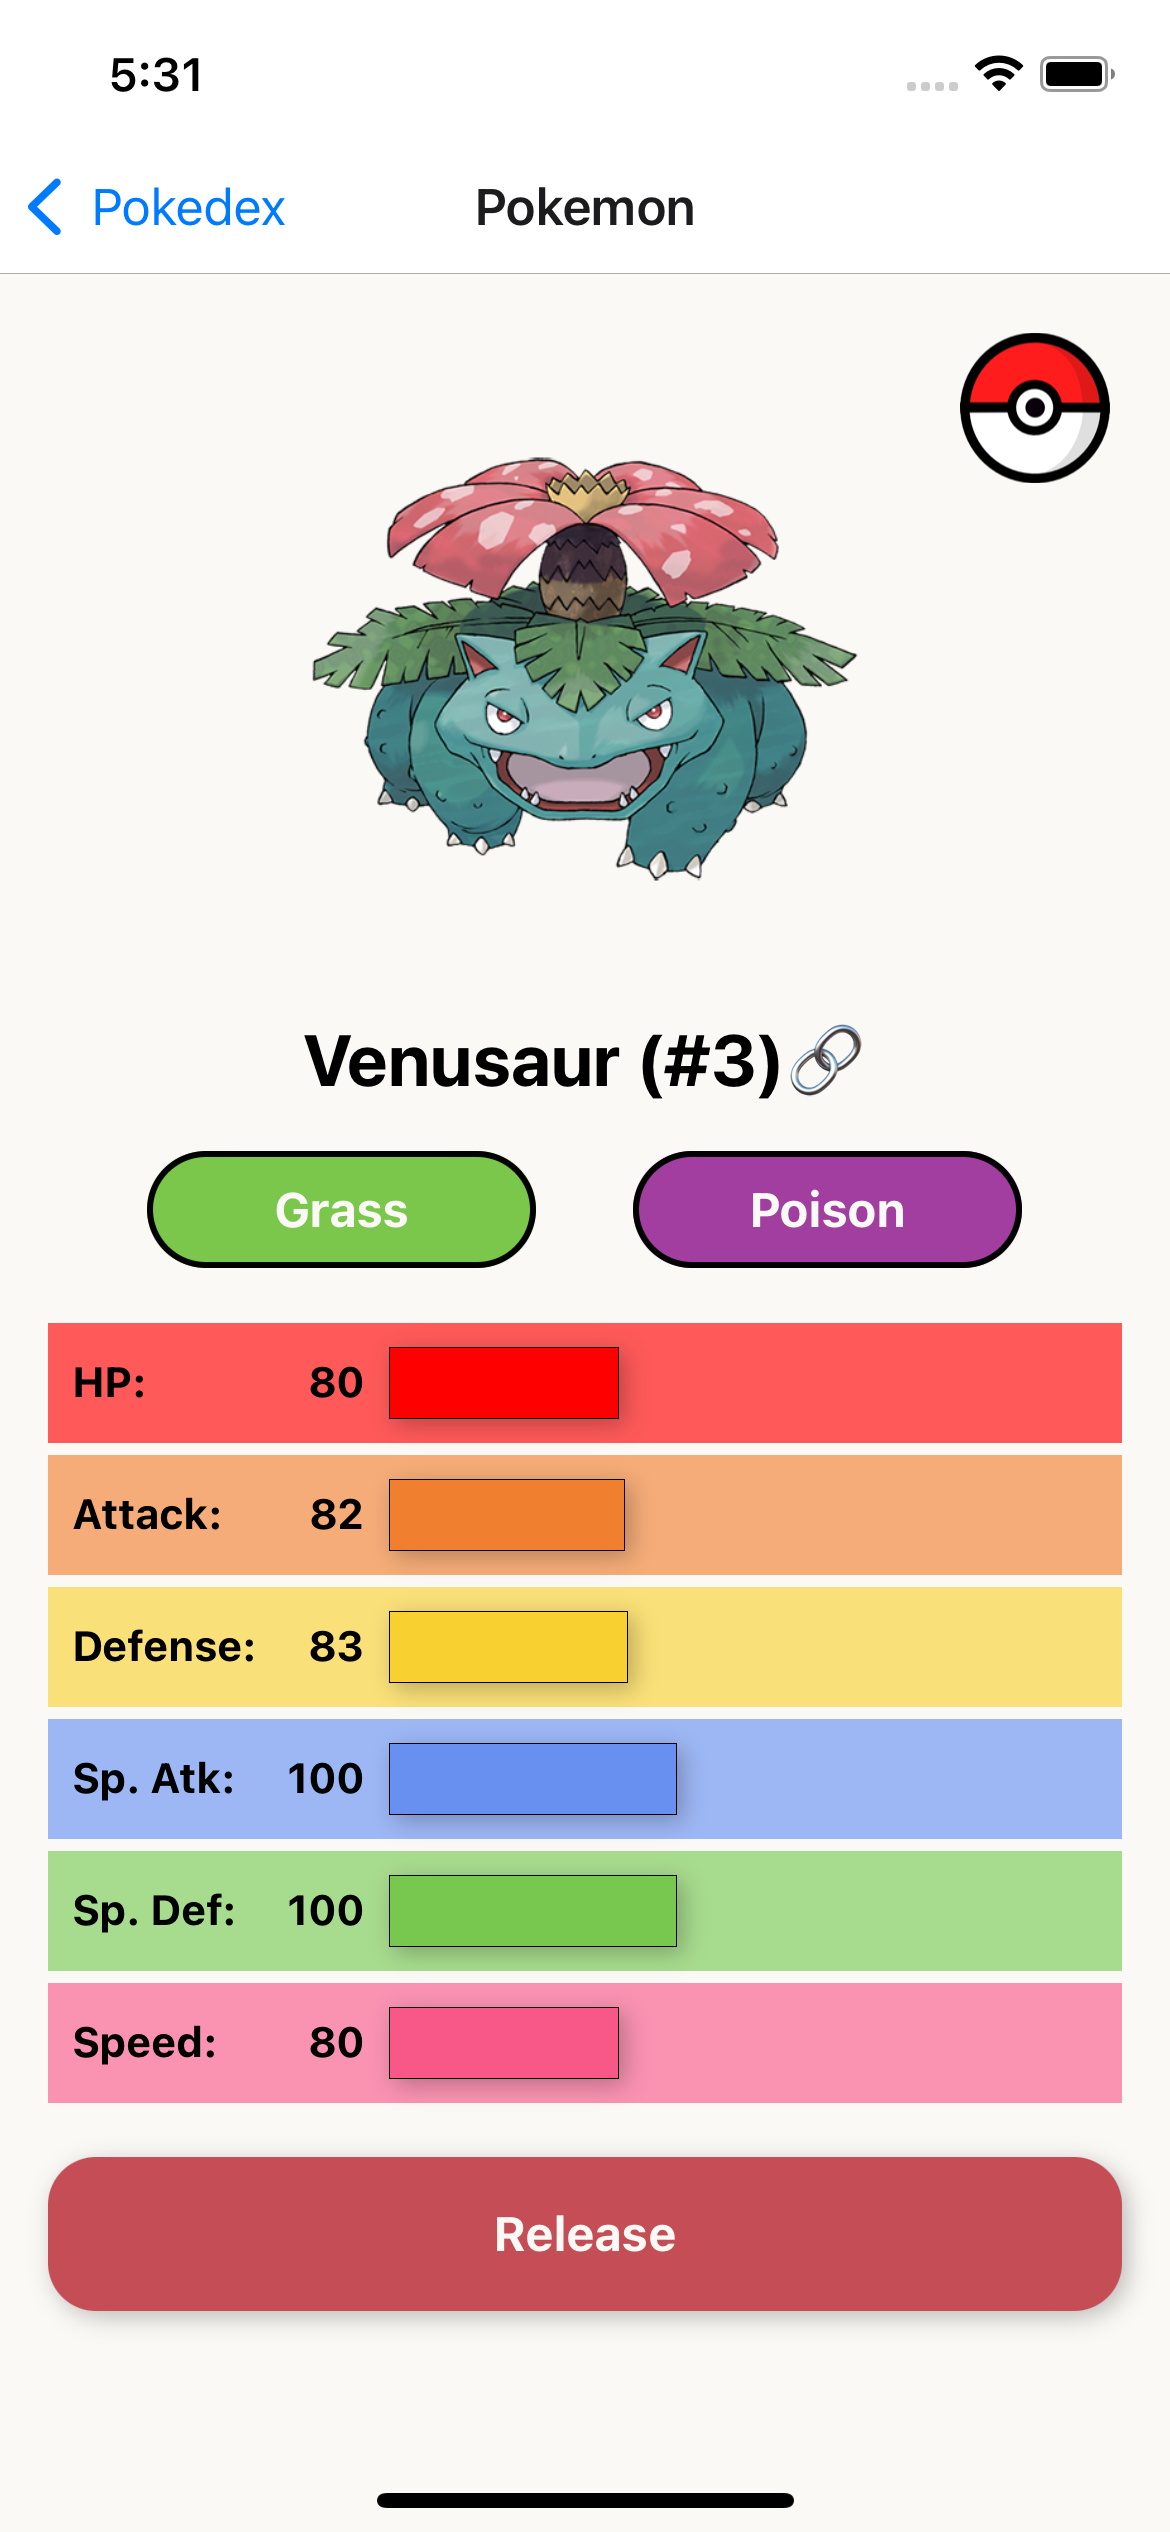 5:31
Pokedex Pokemon
Venusaur (#3)🔗
Grass Poison
HP: 80
Attack: 82
Defense: 83
Sp. Atk: 100
Sp. Def: 100
Speed: 80
Release